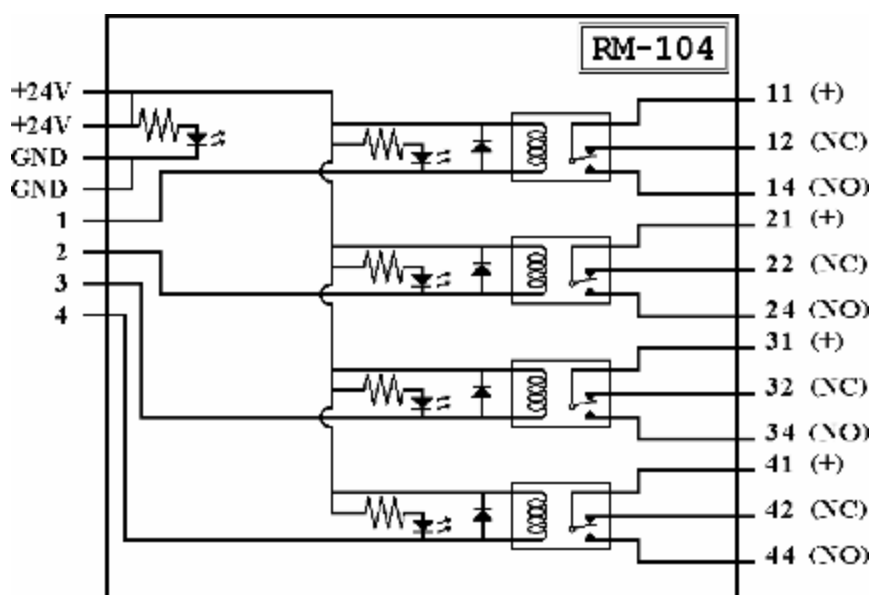 RM-104
+24V
+24V
GND
GND
1
2
3
4
11 (+)
12 (NC)
14 (NO)
21 (+)
22 (NC)
24 (NO)
31 (+)
32 (NC)
34 (NO)
41 (+)
42 (NC)
44 (NO)